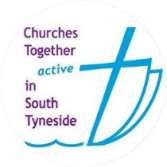 Churches
Together
active
in
South
Tyneside